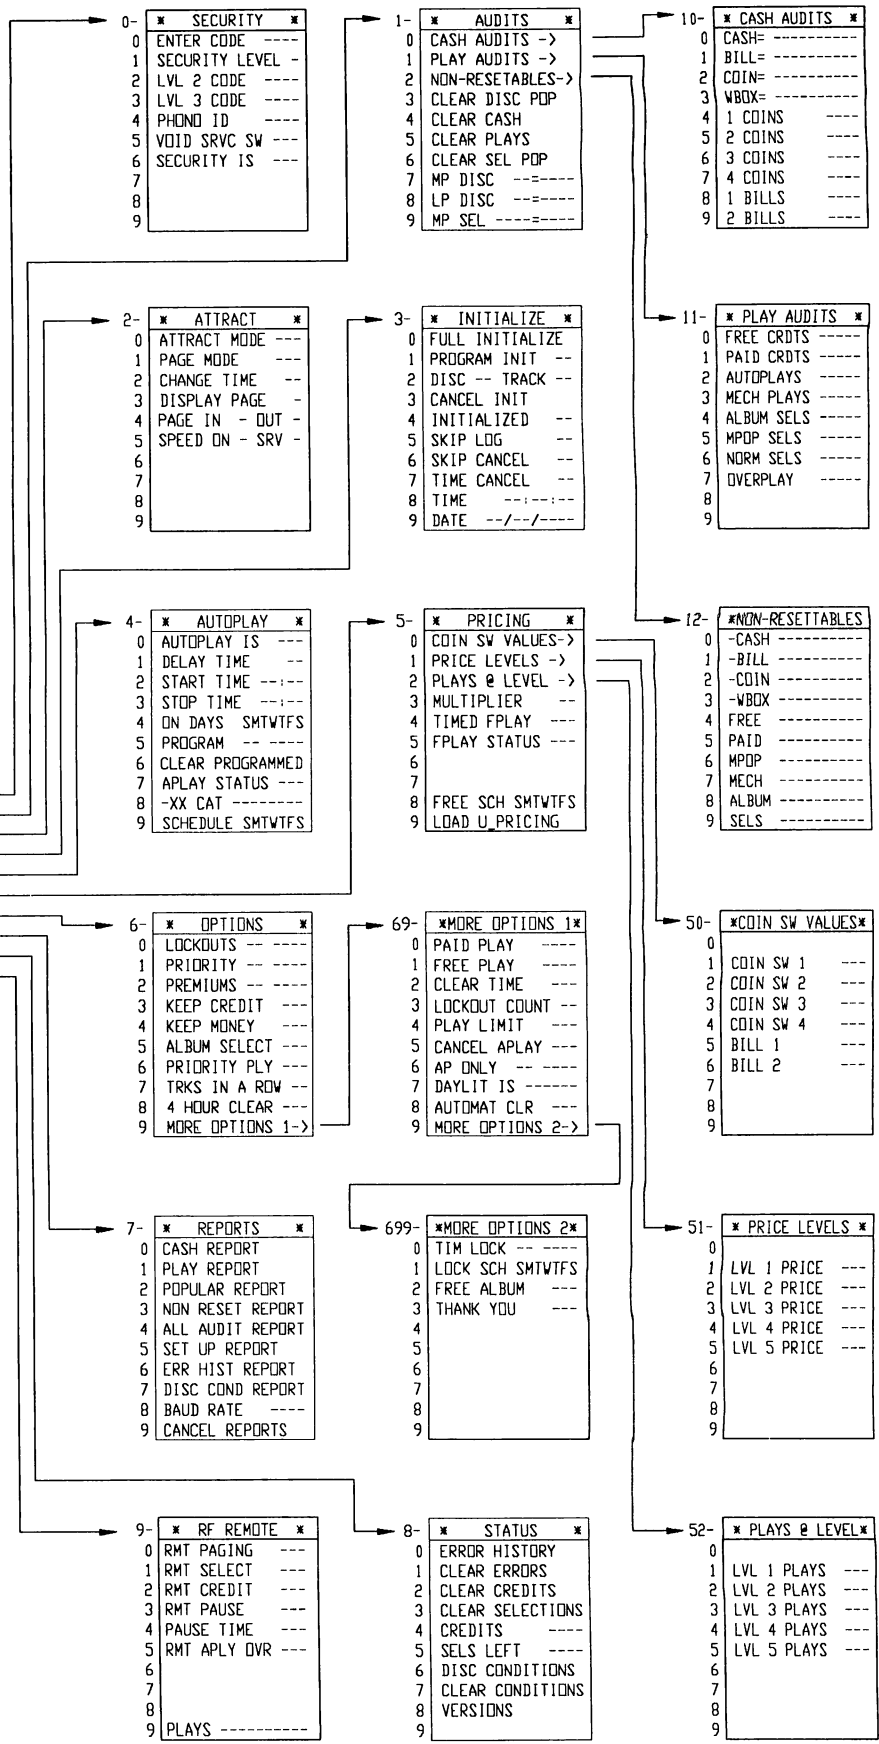 0- * SECURITY *
0 ENTER CODE ----
1 SECURITY LEVEL -
2 LVL 2 CODE ----
3 LVL 3 CODE ----
4 PHONO ID ----
5 VOID SRVC SW ---
6 SECURITY IS ---
7
8
9
1- * AUDITS *
0 CASH AUDITS ->
1 PLAY AUDITS ->
2 NON-RESETABLES->
3 CLEAR DISC POP
4 CLEAR CASH
5 CLEAR PLAYS
6 CLEAR SEL POP
7 MP DISC --=----
8 LP DISC --=----
9 MP SEL ----=----
10- * CASH AUDITS *
0 CASH= ----------
1 BILL= ----------
2 COIN= ----------
3 WBOX= ----------
4 1 COINS ----
5 2 COINS ----
6 3 COINS ----
7 4 COINS ----
8 1 BILLS ----
9 2 BILLS ----
2- * ATTRACT *
0 ATTRACT MODE ---
1 PAGE MODE ---
2 CHANGE TIME --
3 DISPLAY PAGE -
4 PAGE IN - OUT -
5 SPEED ON - SRV -
6
7
8
9
3- * INITIALIZE *
0 FULL INITIALIZE
1 PROGRAM INIT --
2 DISC -- TRACK --
3 CANCEL INIT
4 INITIALIZED --
5 SKIP LOG --
6 SKIP CANCEL --
7 TIME CANCEL --
8 TIME --:--:--
9 DATE --/--/----
11- * PLAY AUDITS *
0 FREE CRDTS -----
1 PAID CRDTS -----
2 AUTOPLAYS -----
3 MECH PLAYS -----
4 ALBUM SELS -----
5 MPOP SELS -----
6 NORM SELS -----
7 OVERPLAY -----
8
9
4- * AUTOPLAY *
0 AUTOPLAY IS ---
1 DELAY TIME --
2 START TIME --:--
3 STOP TIME --:--
4 ON DAYS SMTWTFS
5 PROGRAM -- ----
6 CLEAR PROGRAMMED
7 APLAY STATUS ---
8 -XX CAT --------
9 SCHEDULE SMTWTFS
5- * PRICING *
0 COIN SW VALUES->
1 PRICE LEVELS ->
2 PLAYS @ LEVEL ->
3 MULTIPLIER --
4 TIMED FPLAY ---
5 FPLAY STATUS ---
6
7
8 FREE SCH SMTWTFS
9 LOAD U_PRICING
12- *NON-RESETTABLES
0 -CASH ----------
1 -BILL ----------
2 -COIN ----------
3 -WBOX ----------
4 FREE ----------
5 PAID ----------
6 MPOP ----------
7 MECH ----------
8 ALBUM ----------
9 SELS ----------
6- * OPTIONS *
0 LOCKOUTS -- ----
1 PRIORITY -- ----
2 PREMIUMS -- ----
3 KEEP CREDIT ---
4 KEEP MONEY ---
5 ALBUM SELECT ---
6 PRIORITY PLY ---
7 TRKS IN A ROW --
8 4 HOUR CLEAR ---
9 MORE OPTIONS 1->
69- *MORE OPTIONS 1*
0 PAID PLAY ----
1 FREE PLAY ----
2 CLEAR TIME ---
3 LOCKOUT COUNT --
4 PLAY LIMIT ---
5 CANCEL APLAY ---
6 AP ONLY -- ----
7 DAYLIT IS ------
8 AUTOMAT CLR ---
9 MORE OPTIONS 2->
50- *COIN SW VALUES*
0
1 COIN SW 1 ---
2 COIN SW 2 ---
3 COIN SW 3 ---
4 COIN SW 4 ---
5 BILL 1 ---
6 BILL 2 ---
7
8
9
7- * REPORTS *
0 CASH REPORT
1 PLAY REPORT
2 POPULAR REPORT
3 NON RESET REPORT
4 ALL AUDIT REPORT
5 SET UP REPORT
6 ERR HIST REPORT
7 DISC COND REPORT
8 BAUD RATE ----
9 CANCEL REPORTS
699- *MORE OPTIONS 2*
0 TIM LOCK -- ----
1 LOCK SCH SMTWTFS
2 FREE ALBUM ---
3 THANK YOU ---
4
5
6
7
8
9
51- * PRICE LEVELS *
0
1 LVL 1 PRICE ---
2 LVL 2 PRICE ---
3 LVL 3 PRICE ---
4 LVL 4 PRICE ---
5 LVL 5 PRICE ---
6
7
8
9
9- * RF REMOTE *
0 RMT PAGING ---
1 RMT SELECT ---
2 RMT CREDIT ---
3 RMT PAUSE ---
4 PAUSE TIME ---
5 RMT APLY OVR ---
6
7
8
9 PLAYS ----------
8- * STATUS *
0 ERROR HISTORY
1 CLEAR ERRORS
2 CLEAR CREDITS
3 CLEAR SELECTIONS
4 CREDITS ----
5 SELS LEFT ----
6 DISC CONDITIONS
7 CLEAR CONDITIONS
8 VERSIONS
9
52- * PLAYS @ LEVEL*
0
1 LVL 1 PLAYS ---
2 LVL 2 PLAYS ---
3 LVL 3 PLAYS ---
4 LVL 4 PLAYS ---
5 LVL 5 PLAYS ---
6
7
8
9